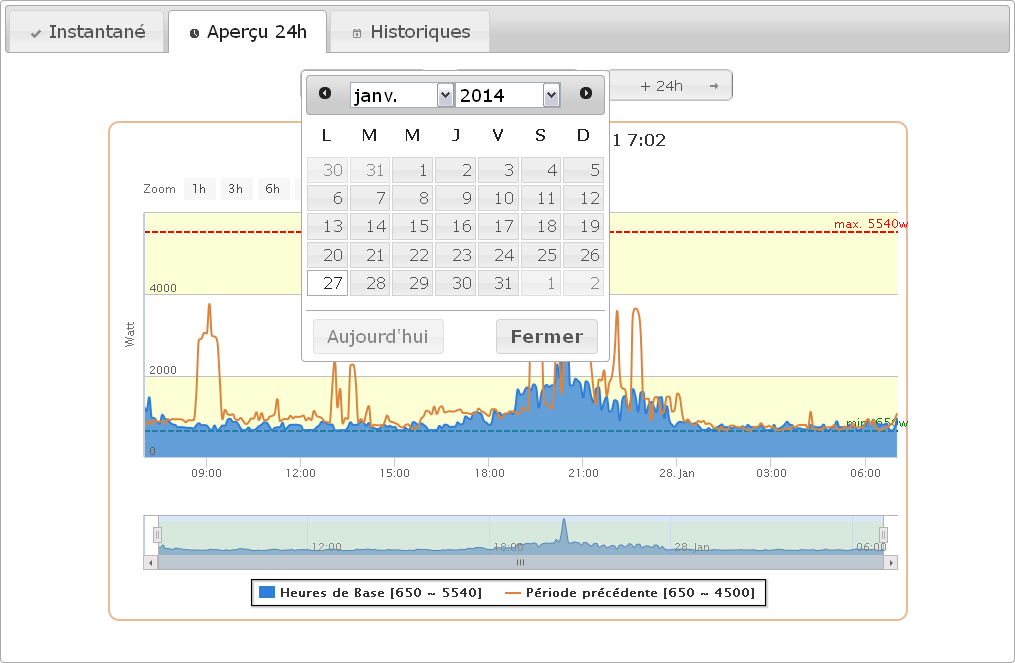 Instantané Aperçu 24h Historiques
janv. 2014 + 24h
L M M J V S D
1 7:02
30 31 1 2 3 4 5
Zoom 1h 3h 6h
6 7 8 9 10 11 12
13 14 15 16 17 18 19
max. 5540w
20 21 22 23 24 25 26
27 28 29 30 31 1 2
4000
Aujourd'hui Fermer
Watt
2000
min. 650w
0
09:00 12:00 15:00 18:00 21:00 28. Jan 03:00 06:00
12:00 18:00 28. Jan 06:00
Heures de Base [650 ~ 5540] Période précédente [650 ~ 4500]